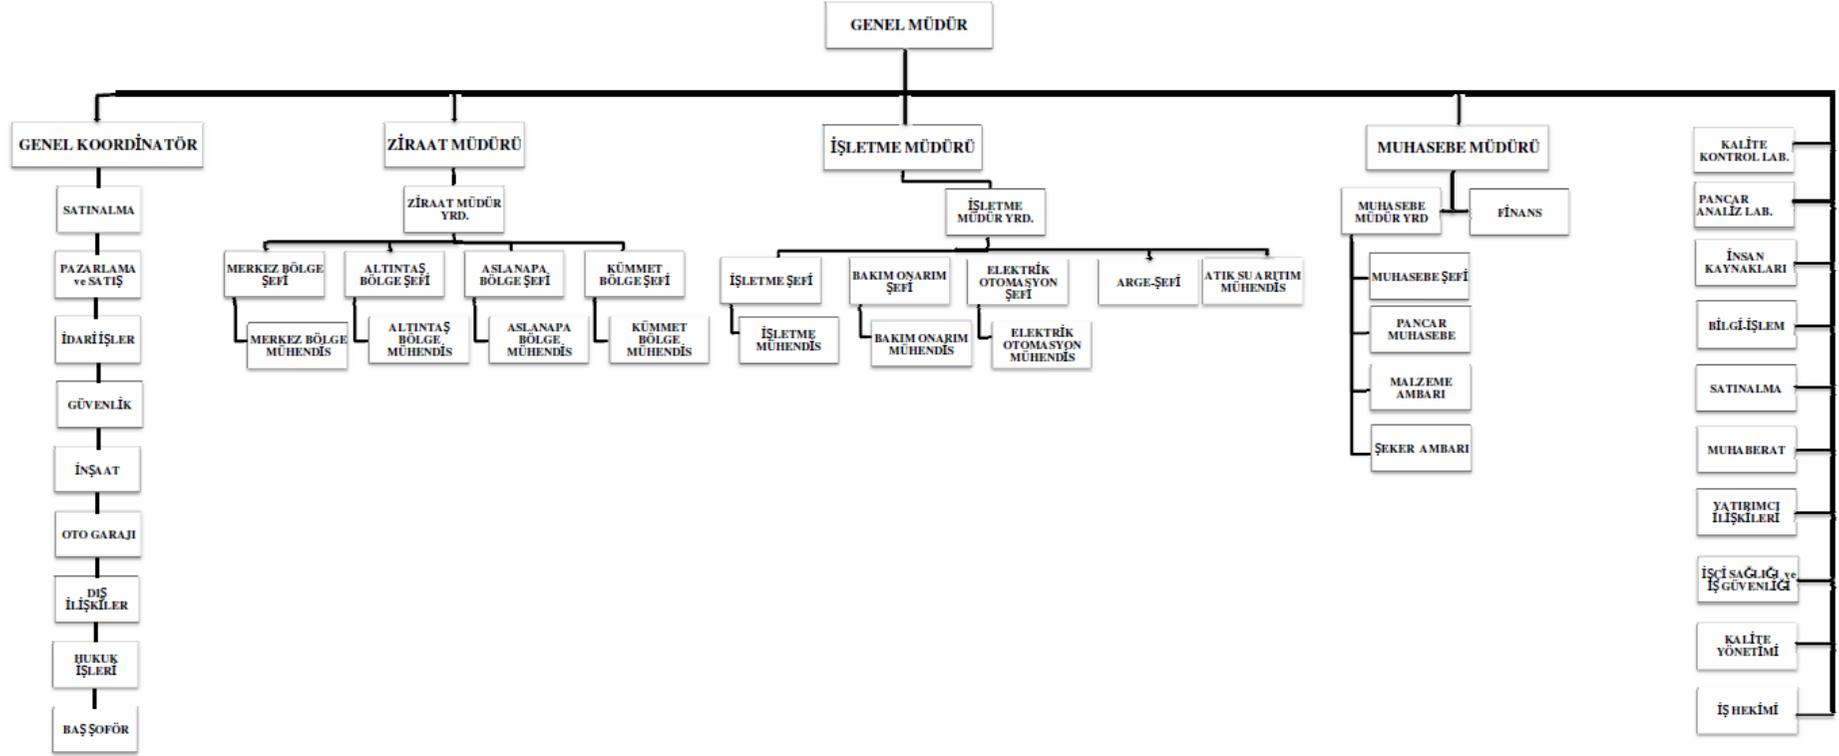 GENEL MÜDÜR
GENEL KOORDİNATÖR
SATINALMA
PAZARLAMA
ve SATIŞ
İDARİ İŞLER
GÜVENLİK
İNŞAAT
OTO GARAJI
DIŞ
İLİŞKİLER
HUKUK
İŞLERİ
BAŞ ŞOFÖR
ZİRAAT MÜDÜRÜ
ZİRAAT MÜDÜR
YRD.
MERKEZ BÖLGE
ŞEFİ
MERKEZ BÖLGE
MÜHENDİS
ALTINTAŞ
BÖLGE ŞEFİ
ALTINTAŞ
BÖLGE
MÜHENDİS
ASLANAPA
BÖLGE ŞEFİ
ASLANAPA
BÖLGE
MÜHENDİS
KÜMMET
BÖLGE ŞEFİ
KÜMMET
BÖLGE
MÜHENDİS
İŞLETME MÜDÜRÜ
İŞLETME
MÜDÜR YRD.
İŞLETME ŞEFİ
İŞLETME
MÜHENDİS
BAKIM ONARIM
ŞEFİ
BAKIM ONARIM
MÜHENDİS
ELEKTRİK
OTOMASYON
ŞEFİ
ELEKTRİK
OTOMASYON
MÜHENDİS
ARGE-ŞEFİ
ATIK SU ARITIM
MÜHENDİS
MUHASEBE MÜDÜRÜ
MUHASEBE
MÜDÜR YRD
FİNANS
MUHASEBE ŞEFİ
PANCAR
MUHASEBE
MALZEME
AMBARI
ŞEKER AMBARI
KALİTE
KONTROL LAB.
PANCAR
ANALİZ LAB.
İNSAN
KAYNAKLARI
BİLGİ-İŞLEM
SATINALMA
MUHABERAT
YATIRIMCI
İLİŞKİLERİ
İŞÇİ SAĞLIĞI ve
İŞ GÜVENLİĞİ
KALİTE
YÖNETİMİ
İŞ HEKİMİ